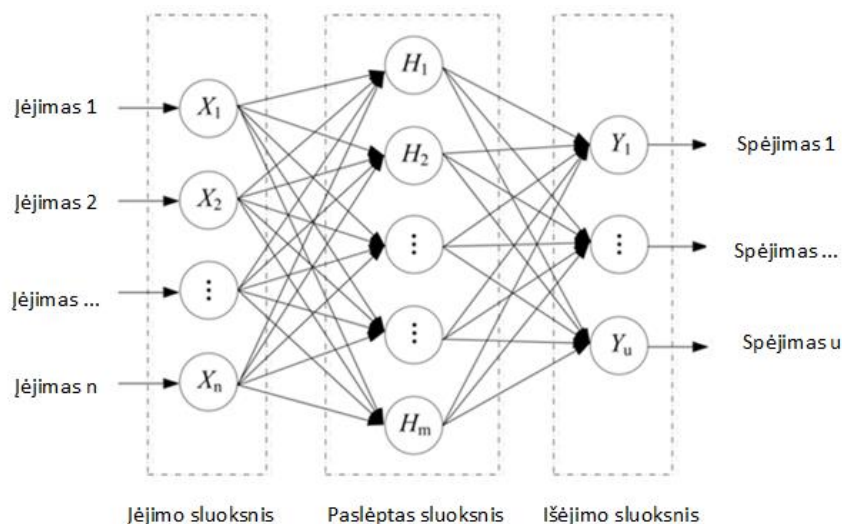 Įėjimas 1
Įėjimas 2
Įėjimas ...
Įėjimas n
X₁
X₂
⋮
Xₙ
H₁
H₂
⋮
⋮
Hₘ
Y₁
⋮
Yᵤ
Spėjimas 1
Spėjimas ...
Spėjimas u
Įėjimo sluoksnis
Paslėptas sluoksnis
Išėjimo sluoksnis